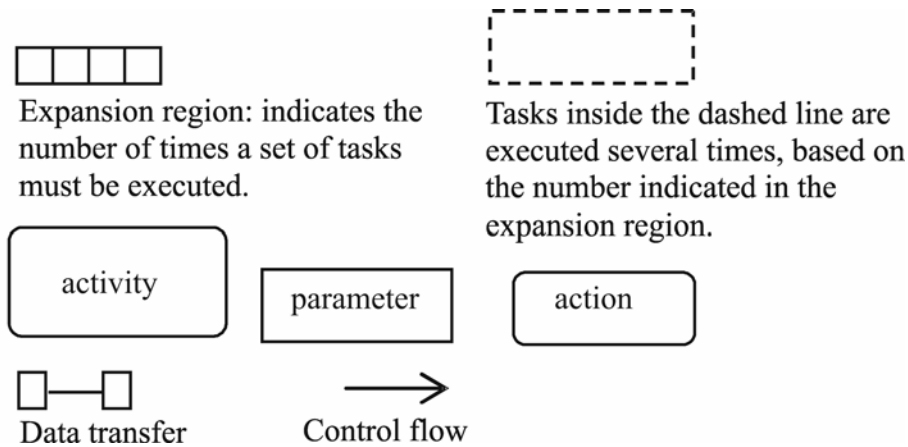 Expansion region: indicates the
number of times a set of tasks
must be executed.
Tasks inside the dashed line are
executed several times, based on
the number indicated in the
expansion region.
activity
parameter
action
Data transfer
Control flow